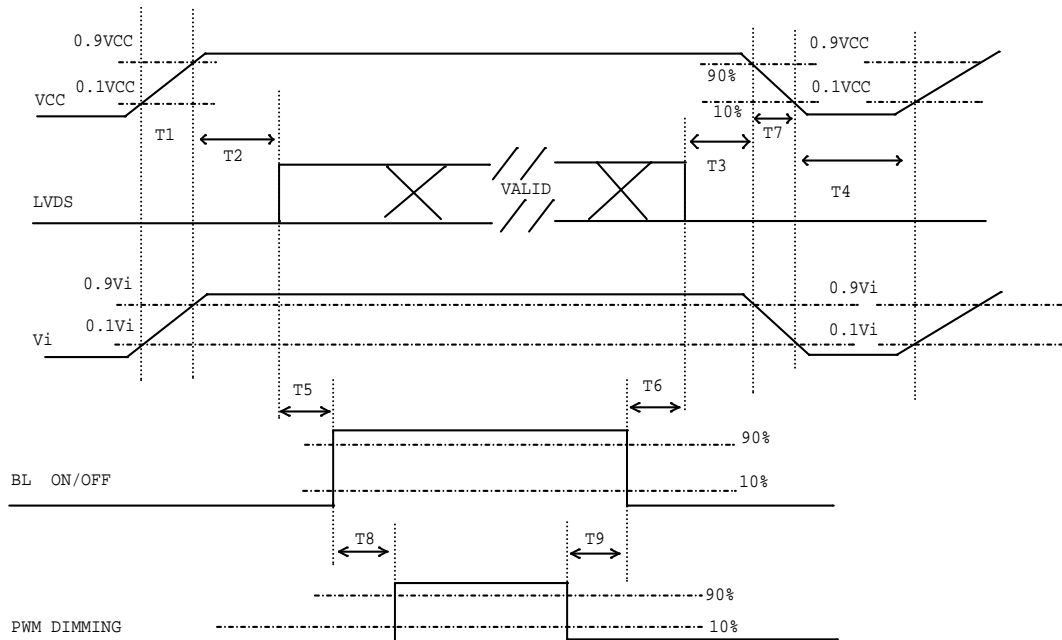 0.9VCC
0.9VCC
0.1VCC
90%
0.1VCC
VCC
10%
T1
T2
T3
T7
T4
LVDS
VALID
0.9Vi
0.9Vi
0.1Vi
0.1Vi
Vi
T5
T6
90%
BL ON/OFF
10%
T8
T9
90%
PWM DIMMING
10%